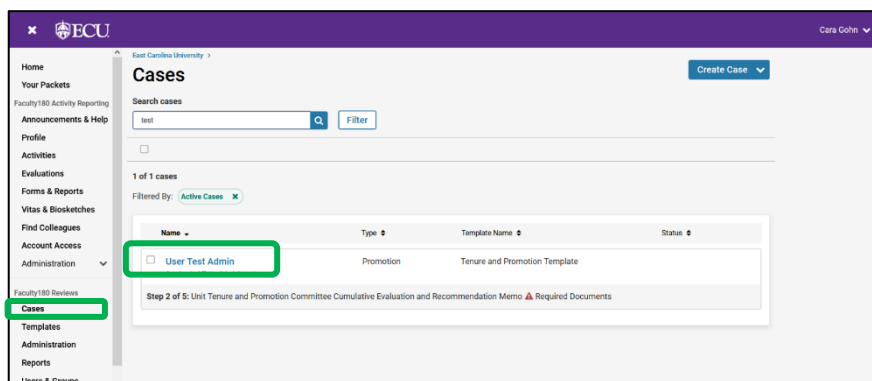 ECU
Cara Gohn
Home
Your Packets
Faculty180 Activity Reporting
Announcements & Help
Profile
Activities
Evaluations
Forms & Reports
Vitas & Biosketches
Find Colleagues
Account Access
Administration
Faculty180 Reviews
Cases
Templates
Administration
Reports
Users & Groups
East Carolina University >
Cases
Create Case
Search cases
test
Filter
1 of 1 cases
Filtered By: Active Cases X
Name Type Template Name Status
User Test Admin Promotion Tenure and Promotion Template
Step 2 of 5: Unit Tenure and Promotion Committee Cumulative Evaluation and Recommendation Memo Required Documents